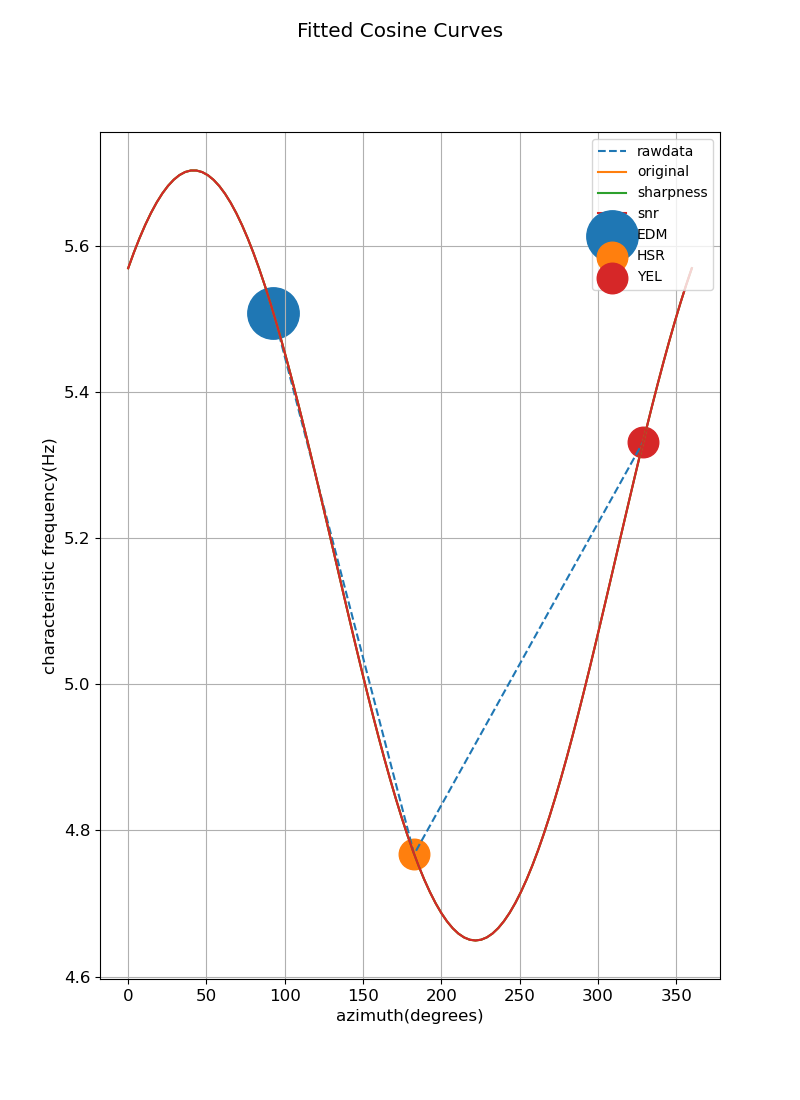 Fitted Cosine Curves
rawdata
original
sharpness
snr
EDM
HSR
YEL
5.6
5.4
5.2
5.0
4.8
4.6
characteristic frequency(Hz)
0 50 100 150 200 250 300 350
azimuth(degrees)